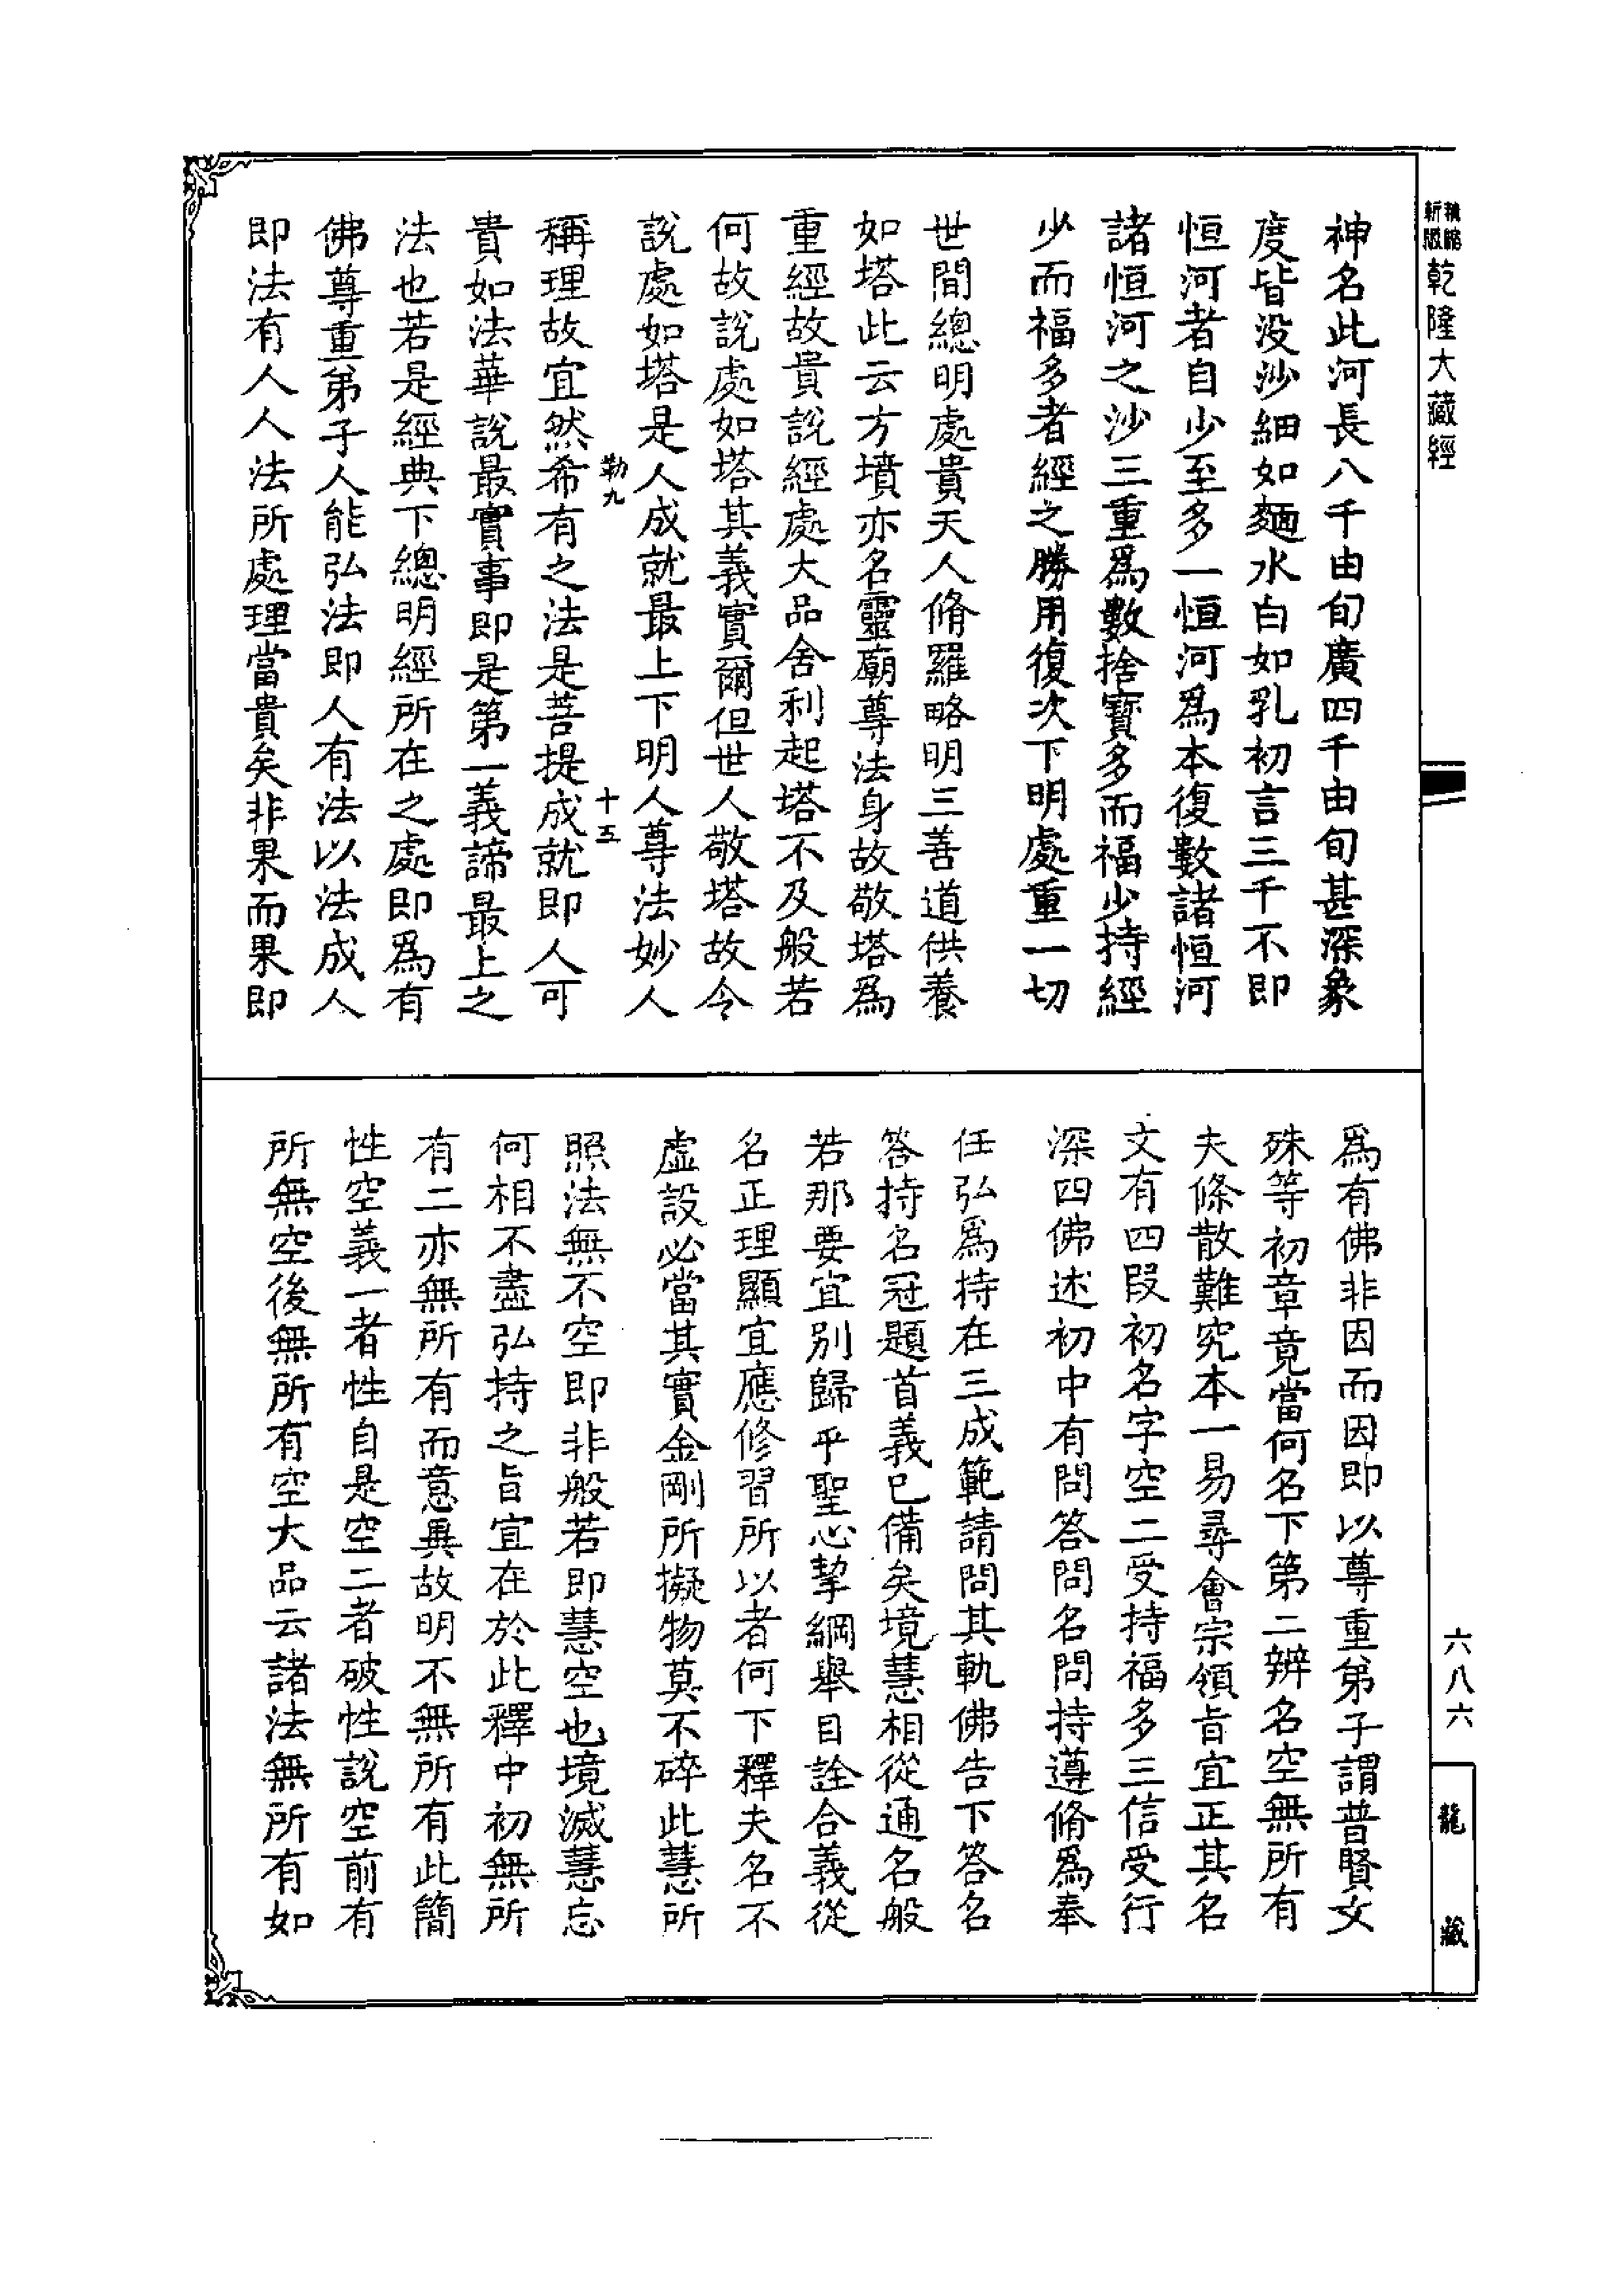 精縮
新版
乾隆大藏經
神名此河長八千由旬廣四千由旬甚深象
度皆没沙細如麵水白如乳初言三千不即
恒河者自少至多一恒河爲本復數諸恒河
諸恒河之沙三重爲數捨寳多而福少持經
少而福多者經之勝用復次下明處重一切
世間總明處貴天人脩羅略明三善道供養
如塔此云方墳亦名靈廟尊法身故敬塔爲
重經故貴說經處大品舍利起塔不及般若
何故說處如塔其義實爾但世人敬塔故令
說處如塔是人成就最上下明人尊法妙人
勒九
十五
稱理故宜然希有之法是菩提成就即人可
貴如法華說最實事即是第一義諦最上之
法也若是經典下總明經所在之處即爲有
佛尊重弟子人能弘法即人有法以法成人
即法有人人法所處理當貴矣非果而果即
爲有佛非因而因即以尊重弟子謂普賢文
殊等初章竟當何名下第二辨名空無所有
夫條散難究本一易尋會宗領旨宜正其名
文有四段初名字空二受持福多三信受行
深四佛述初中有問答問名問持遵脩爲奉
任弘爲持在三成範請問其軌佛告下答名
答持名冠題首義已備矣境慧相從通名般
若那要宜别歸乎聖心挈綱舉目詮合義從
名正理顯宜應修習所以者何下釋夫名不
虛設必當其實金剛所擬物莫不碎此慧所
照法無不空即非般若即慧空也境滅慧忘
何相不盡弘持之旨宜在於此釋中初無所
有二亦無所有而意異故明不無所有此簡
性空義一者性自是空二者破性說空前有
所無空後無所有空大品云諸法無所有如
六八六
龍藏